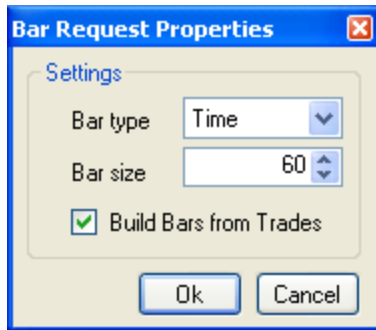 Bar Request Properties
Settings
Bar type Time
Bar size 60
Build Bars from Trades
Ok Cancel